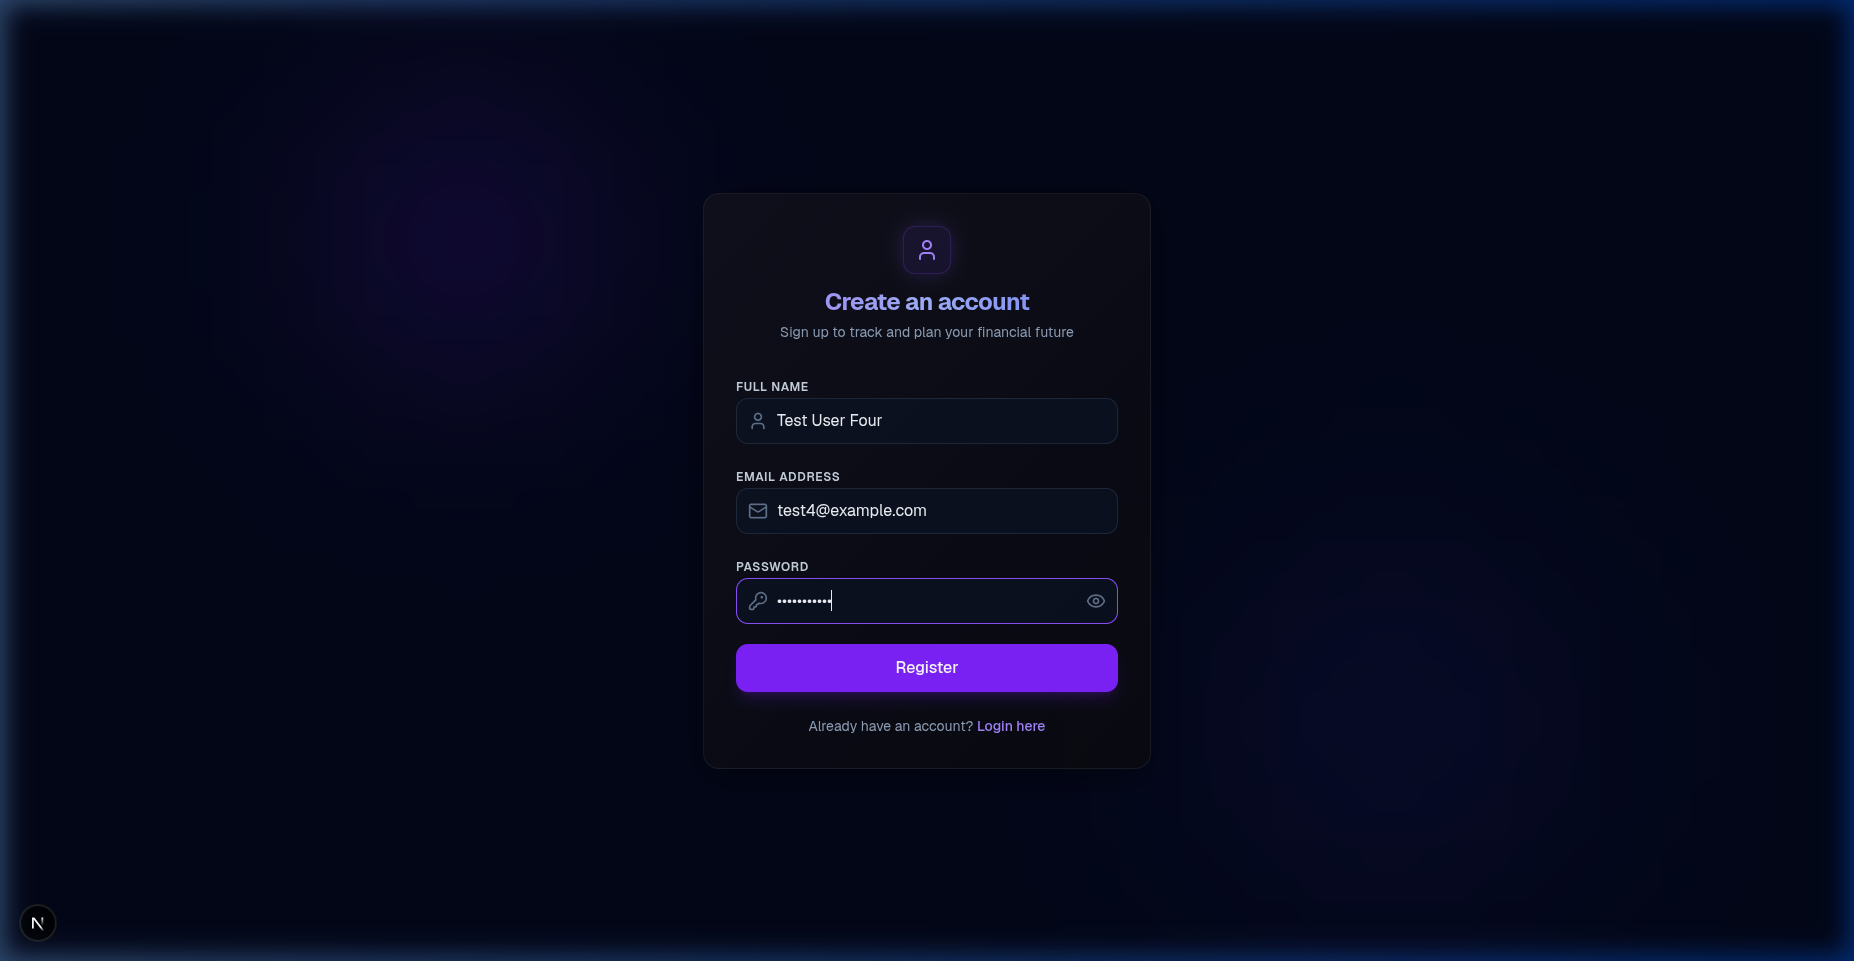 Create an account
Sign up to track and plan your financial future
FULL NAME
Test User Four
EMAIL ADDRESS
test4@example.com
PASSWORD
•••••••••••
Register
Already have an account? Login here
N